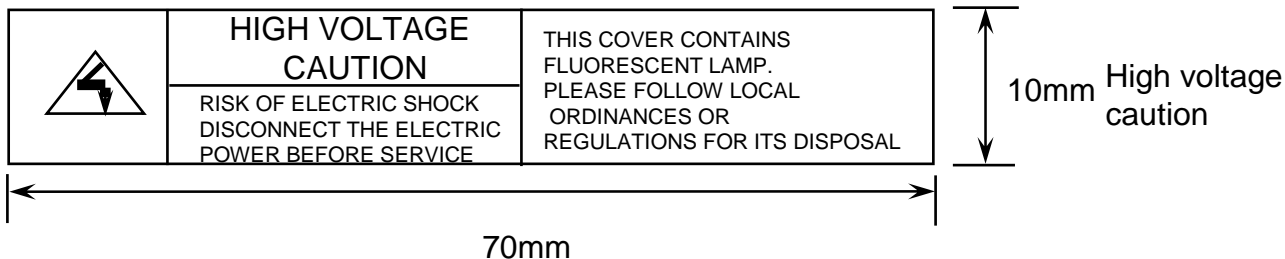 HIGH VOLTAGE
CAUTION
RISK OF ELECTRIC SHOCK
DISCONNECT THE ELECTRIC
POWER BEFORE SERVICE
THIS COVER CONTAINS
FLUORESCENT LAMP.
PLEASE FOLLOW LOCAL
ORDINANCES OR
REGULATIONS FOR ITS DISPOSAL
10mm
High voltage
caution
70mm